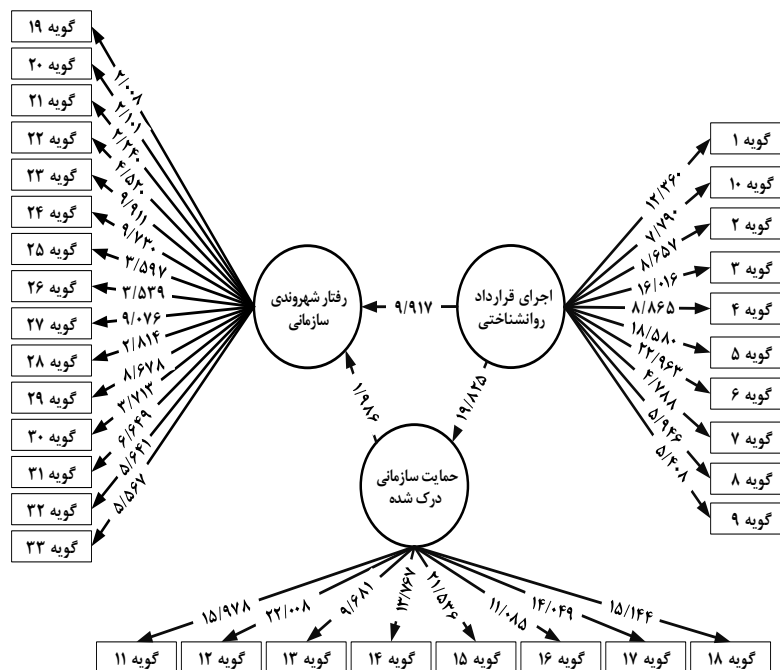 گویه ۱۹
گویه ۲۰
گویه ۲۱
گویه ۲۲
گویه ۲۳
گویه ۲۴
گویه ۲۵
گویه ۲۶
گویه ۲۷
گویه ۲۸
گویه ۲۹
گویه ۳۰
گویه ۳۱
گویه ۳۲
گویه ۳۳
۲/۰۰۸
۲/۱۰۱
۲/۲۴۰
۴/۵۲۰
۹/۹۱۱
۹/۷۳۰
۳/۵۹۷
۳/۵۳۹
۹/۰۷۶
۲/۸۱۴
۸/۶۷۸
۳/۷۱۳
۶/۶۴۹
۵/۶۴۱
۵/۵۶۷
رفتار شهروندی
سازمانی
۹/۹۱۷
اجرای قرارداد
روانشناختی
۱/۹۸۶
۱۹/۸۲۵
حمایت سازمانی
درک شده
۱۲/۳۶۰
۷/۷۹۰
۸/۶۵۷
۱۶/۰۱۶
۸/۸۶۵
۱۸/۵۸۰
۲۲/۹۶۳
۴/۷۸۸
۵/۹۴۶
۵/۴۰۸
گویه ۱
گویه ۱۰
گویه ۲
گویه ۳
گویه ۴
گویه ۵
گویه ۶
گویه ۷
گویه ۸
گویه ۹
۱۵/۹۷۸
۲۲/۰۰۸
۹/۶۸۱
۱۳/۷۶۷
۲۱/۵۳۶
۱۱/۰۸۵
۱۴/۰۴۹
۱۵/۱۴۴
گویه ۱۱
گویه ۱۲
گویه ۱۳
گویه ۱۴
گویه ۱۵
گویه ۱۶
گویه ۱۷
گویه ۱۸